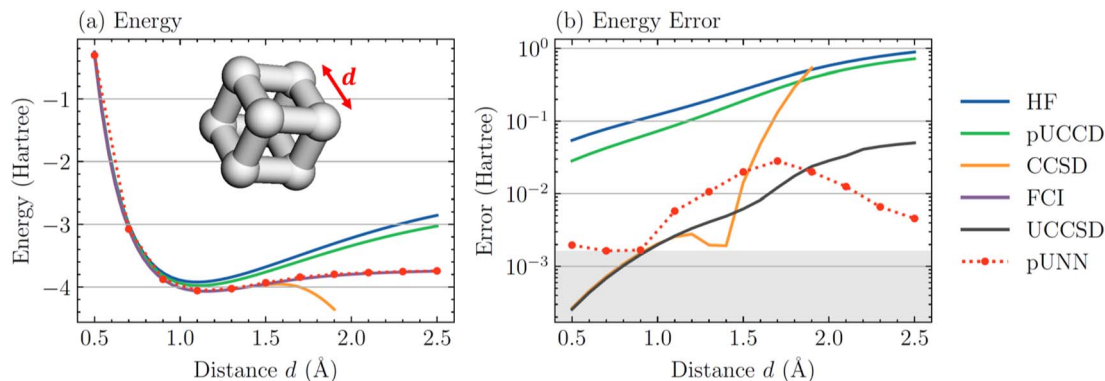 (a) Energy
(b) Energy Error
Energy (Hartree)
−1
−2
−3
−4
d
0.5
1.0
1.5
2.0
2.5
Distance d (Å)
Error (Hartree)
10⁰
10⁻¹
10⁻²
10⁻³
0.5
1.0
1.5
2.0
2.5
Distance d (Å)
HF
pUCCD
CCSD
FCI
UCCSD
pUNN